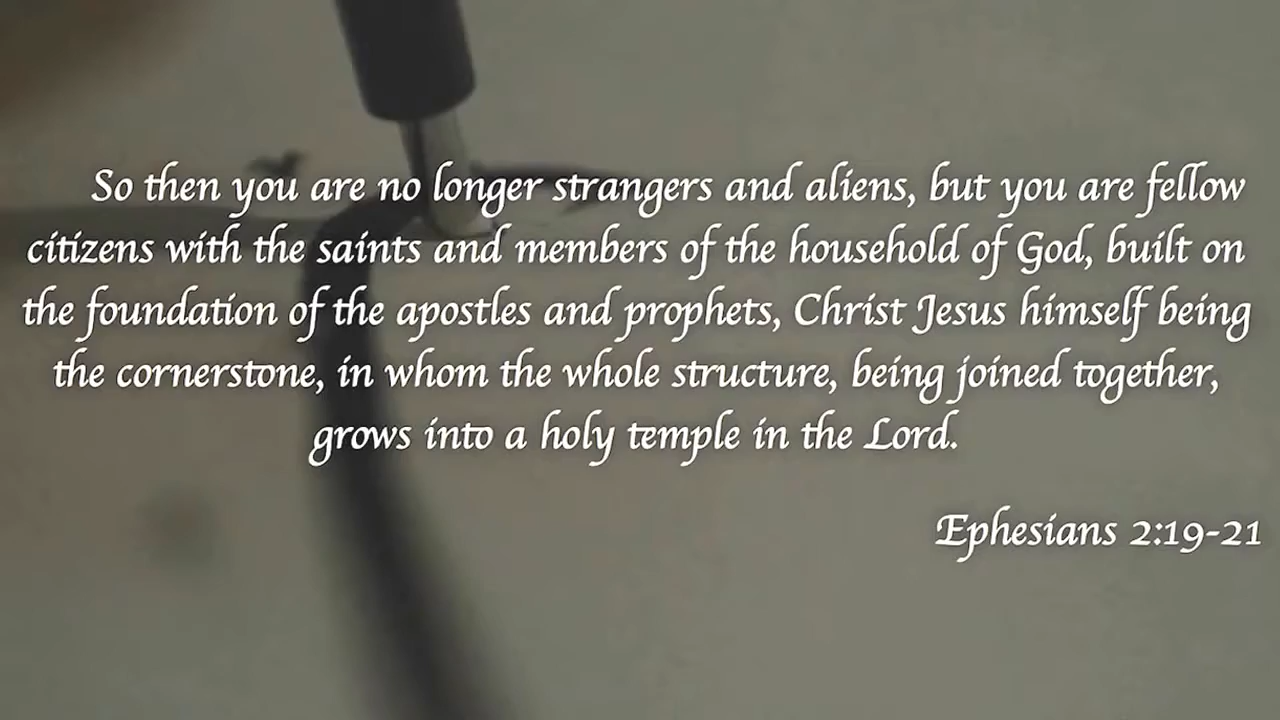 So then you are no longer strangers and aliens, but you are fellow
citizens with the saints and members of the household of God, built on
the foundation of the apostles and prophets, Christ Jesus himself being
the cornerstone, in whom the whole structure, being joined together,
grows into a holy temple in the Lord.
Ephesians 2:19-21